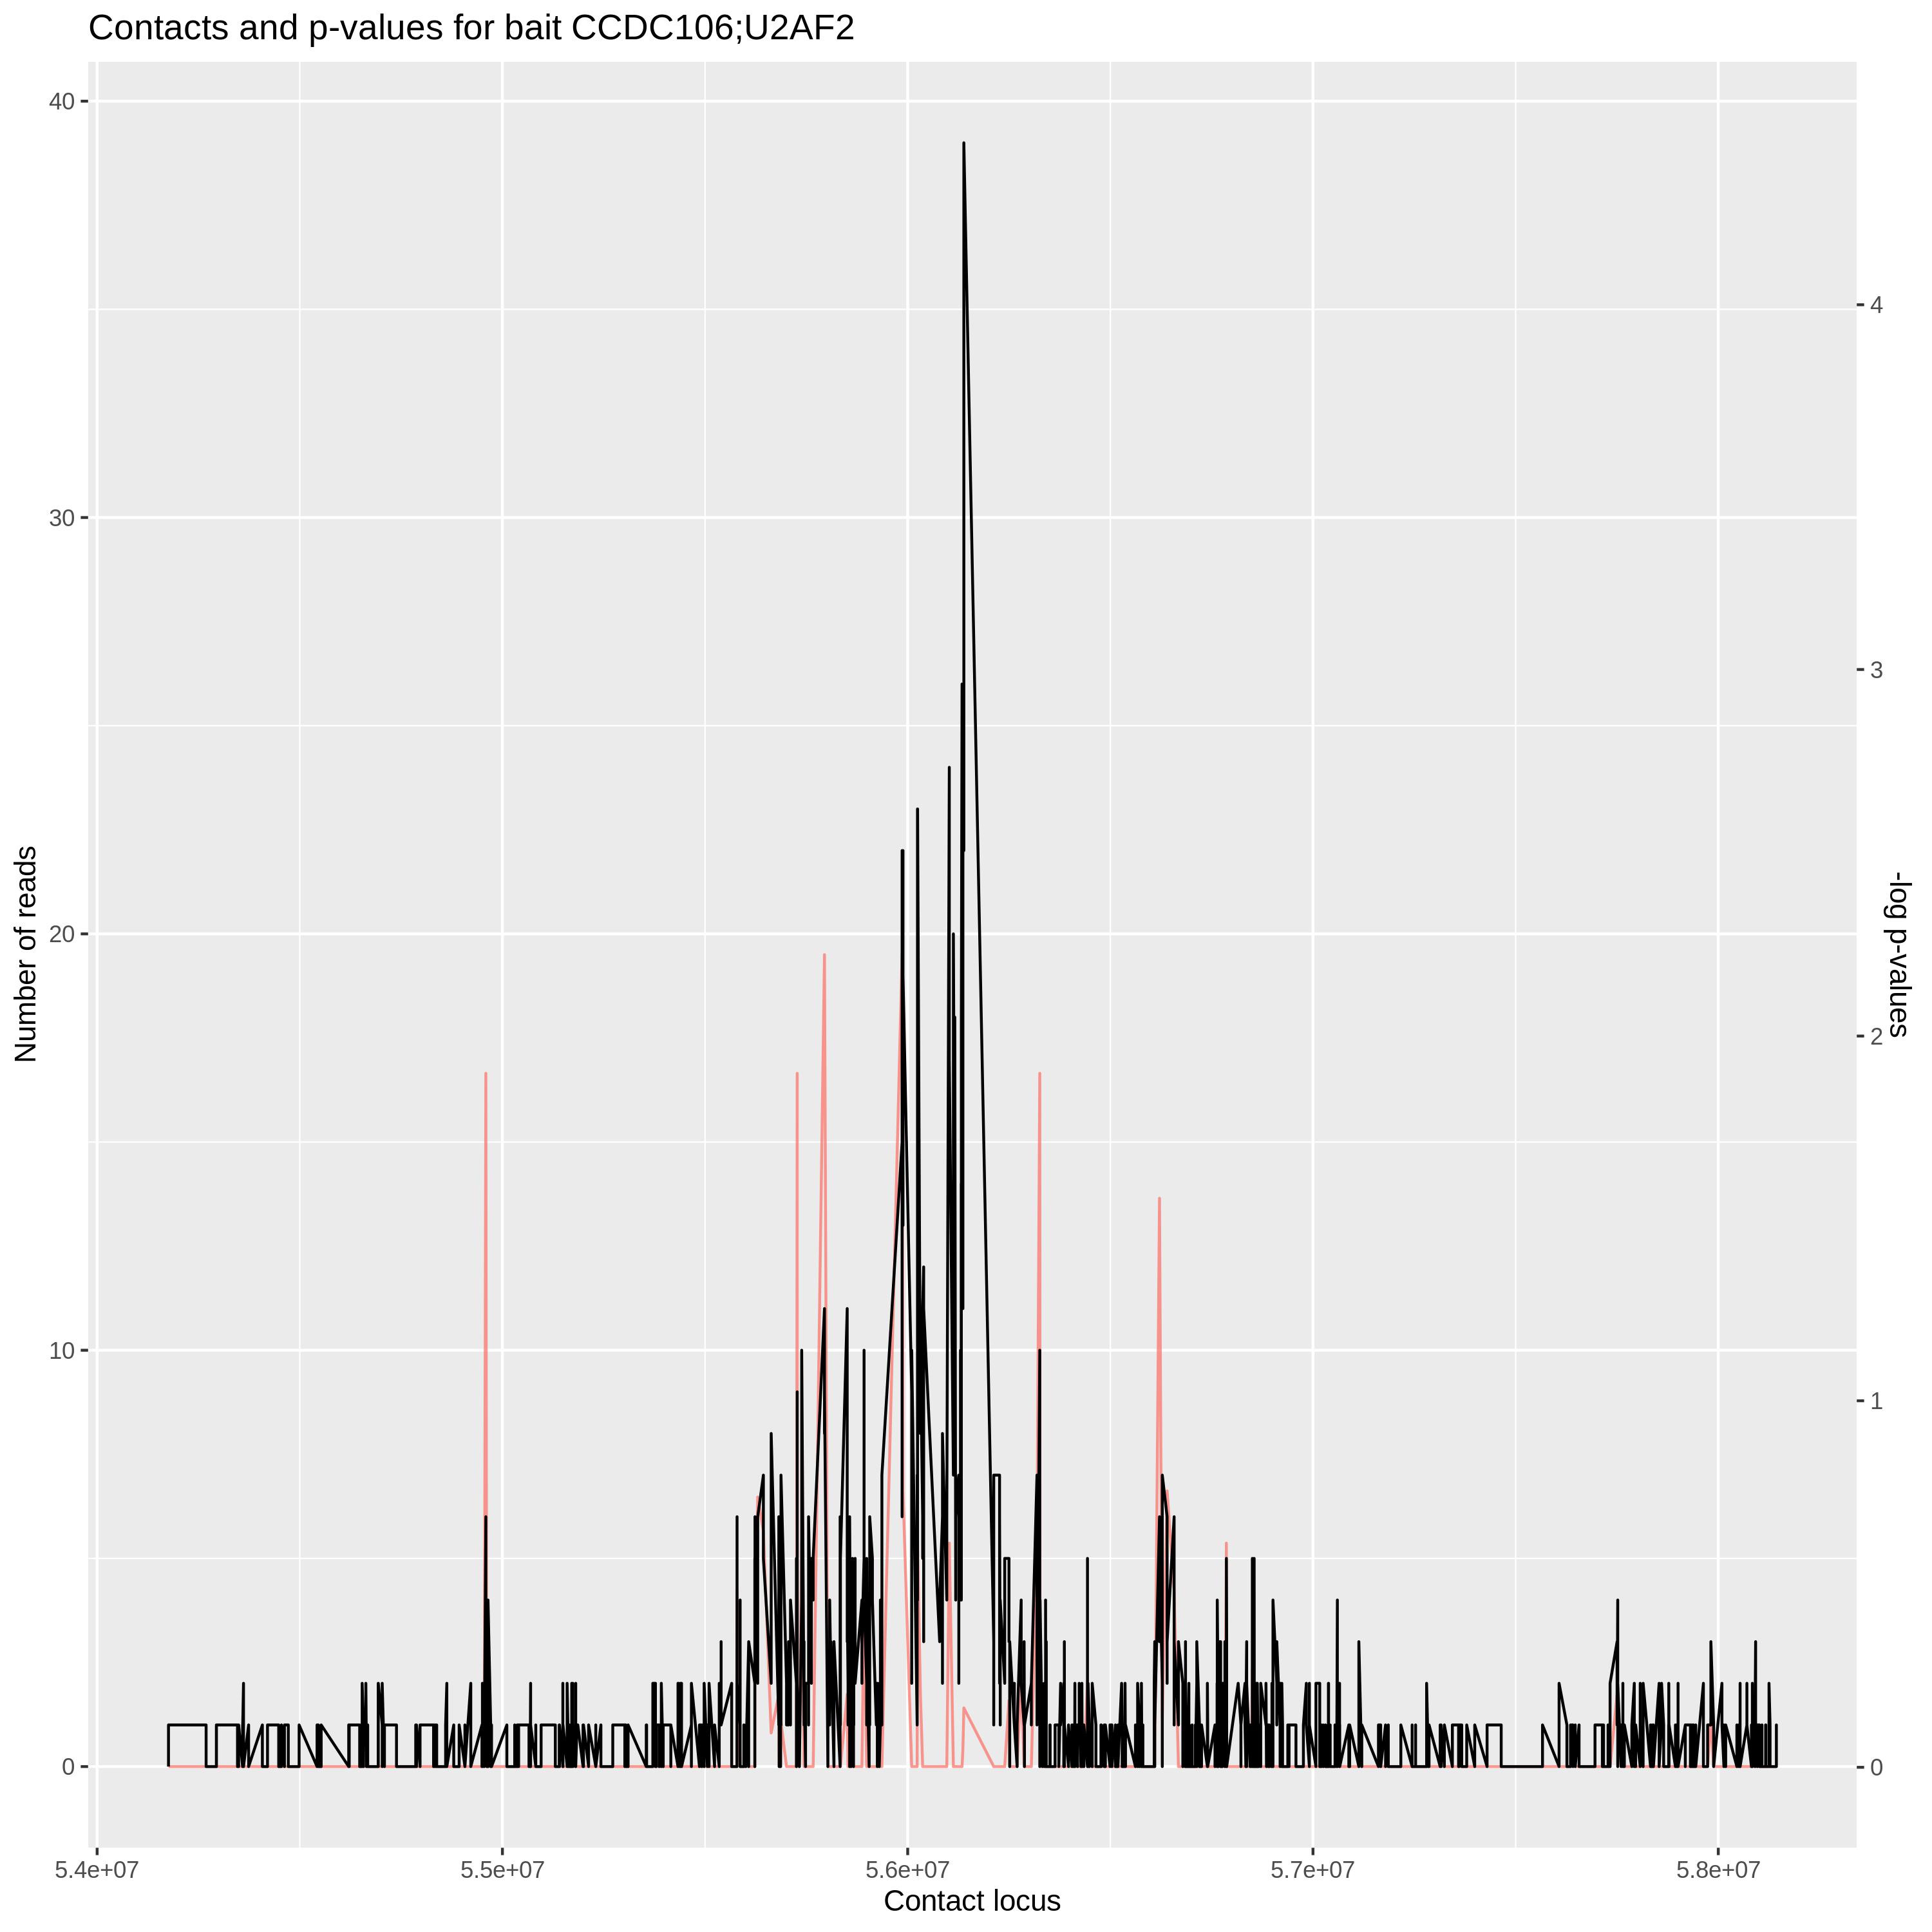 Contacts and p-values for bait CCDC106;U2AF2
40
30
20
10
0
Number of reads
4
3
2
1
0
-log p-values
5.4e+07
5.5e+07
5.6e+07
5.7e+07
5.8e+07
Contact locus